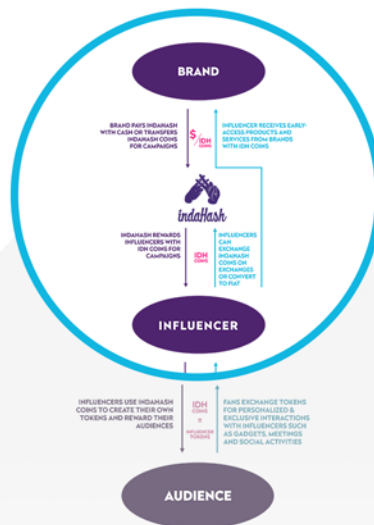 BRAND
BRAND PAYS INDAHASH
WITH CASH OR TRANSFERS
INDAHASH COINS
FOR CAMPAIGNS
$/IDH
COINS
INFLUENCER RECEIVES EARLY-
ACCESS PRODUCTS AND
SERVICES FROM BRANDS
WITH IDH COINS
indaHash
INDAHASH REWARDS
INFLUENCERS WITH
IDH COINS FOR
CAMPAIGNS
IDH
COINS
INFLUENCERS
CAN
EXCHANGE
INDAHASH
COINS ON
EXCHANGES
OR CONVERT
TO FIAT
INFLUENCER
INFLUENCERS USE INDAHASH
COINS TO CREATE THEIR OWN
TOKENS AND REWARD THEIR
AUDIENCES
IDH
COINS
=
INFLUENCER
TOKENS
FANS EXCHANGE TOKENS
FOR PERSONALIZED &
EXCLUSIVE INTERACTIONS
WITH INFLUENCERS SUCH
AS GADGETS, MEETINGS
AND SOCIAL ACTIVITIES
AUDIENCE